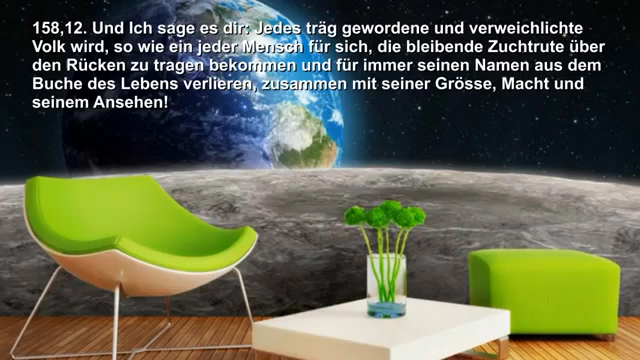 158,12. Und Ich sage es dir: Jedes träg gewordene und verweichlichte
Volk wird, so wie ein jeder Mensch für sich, die bleibende Zuchtrute über
den Rücken zu tragen bekommen und für immer seinen Namen aus dem
Buche des Lebens verlieren, zusammen mit seiner Grösse, Macht und
seinem Ansehen!